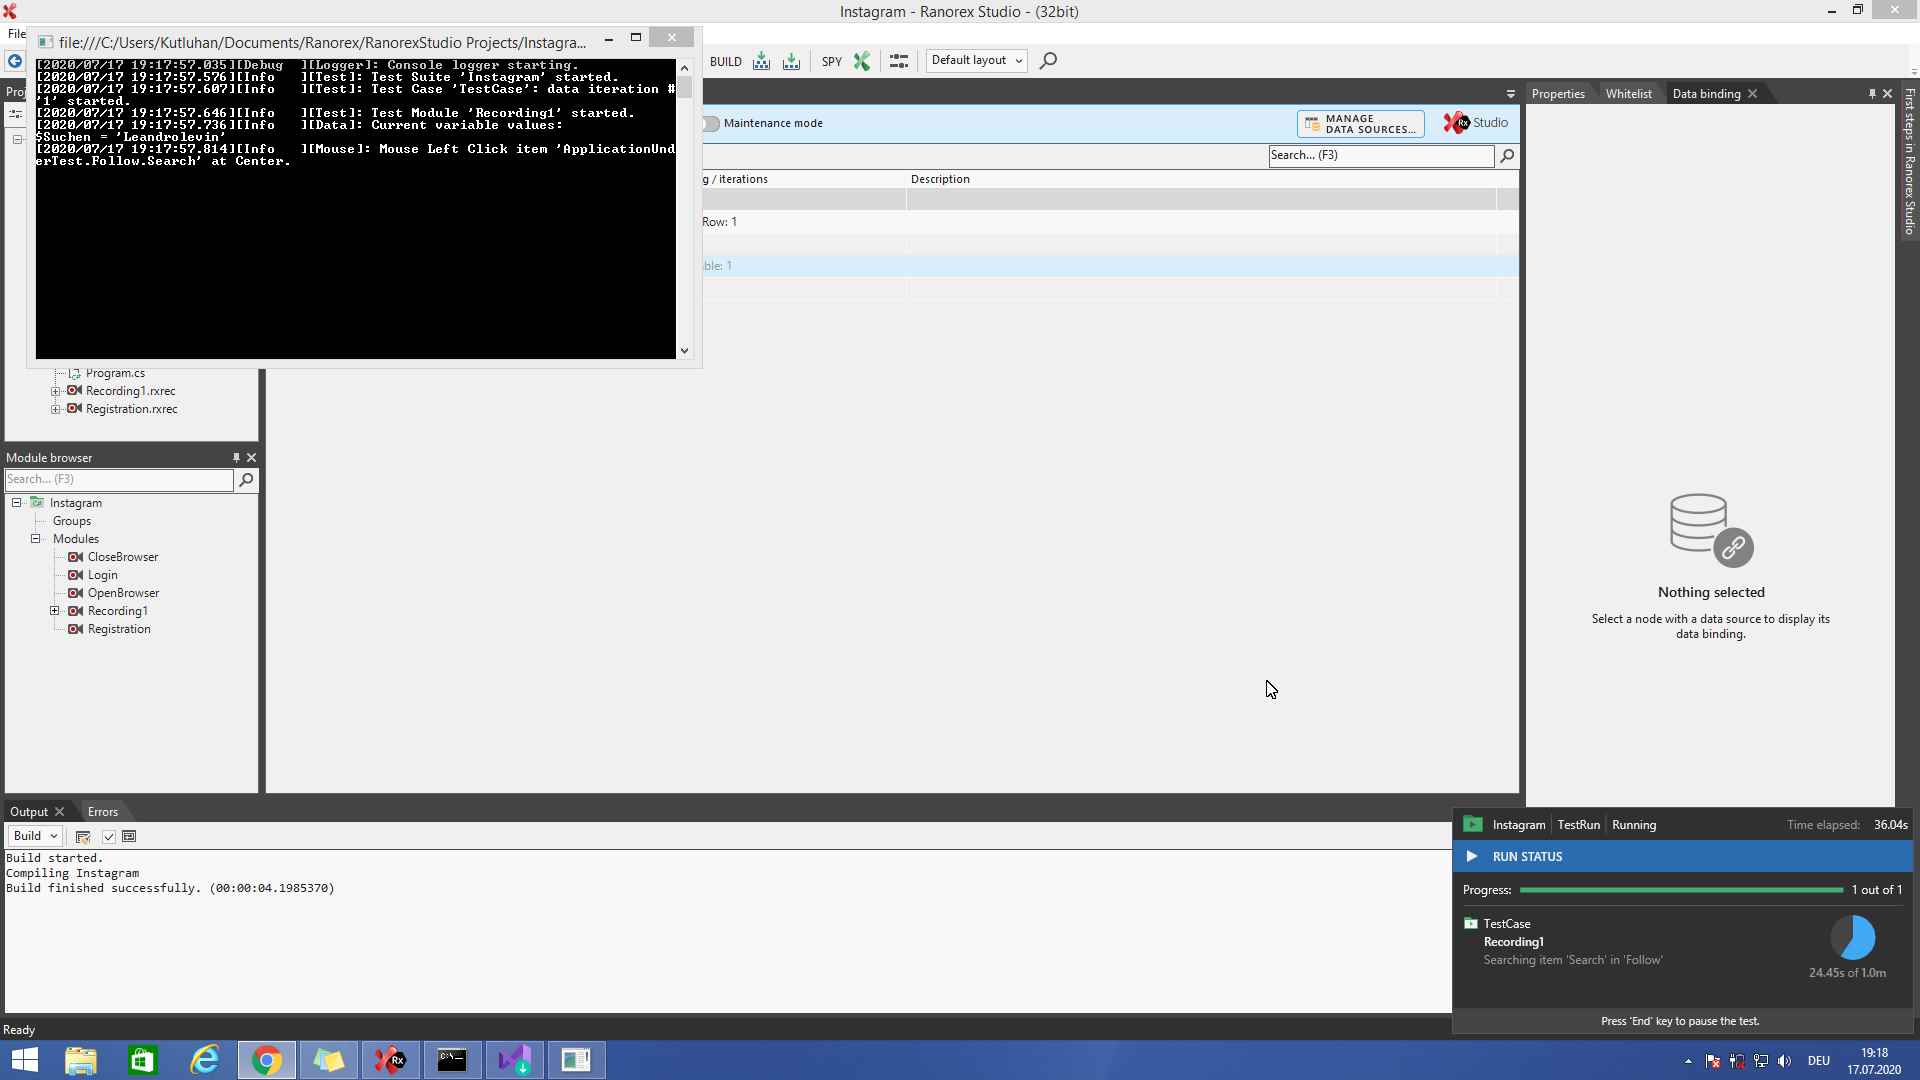 Instagram - Ranorex Studio - (32bit)
File
file:///C:/Users/Kutluhan/Documents/Ranorex/RanorexStudio Projects/Instagra...
BUILD
SPY
Default layout
[2020/07/17 19:17:57.035][Debug  ][Logger]: Console logger starting.
[2020/07/17 19:17:57.576][Info   ][Test]: Test Suite 'Instagram' started.
[2020/07/17 19:17:57.607][Info   ][Test]: Test Case 'TestCase': data iteration #
'1' started.
[2020/07/17 19:17:57.646][Info   ][Test]: Test Module 'Recording1' started.
[2020/07/17 19:17:57.736][Info   ][Data]: Current variable values:
$Suchen = 'Leandrolevin'
[2020/07/17 19:17:57.814][Info   ][Mouse]: Mouse Left Click item 'ApplicationUnd
erTest.Follow.Search' at Center.
Proj
Maintenance mode
MANAGE
DATA SOURCES...
Rx Studio
Search... (F3)
g / iterations
Description
Row: 1
ble: 1
Properties
Whitelist
Data binding
First steps in Ranorex Studio
Nothing selected
Select a node with a data source to display its
data binding.
Program.cs
Recording1.rxrec
Registration.rxrec
Module browser
Search... (F3)
Instagram
Groups
Modules
CloseBrowser
Login
OpenBrowser
Recording1
Registration
Output
Errors
Build
Build started.
Compiling Instagram
Build finished successfully. (00:00:04.1985370)
Instagram
TestRun
Running
Time elapsed: 36.04s
RUN STATUS
Progress:
1 out of 1
TestCase
Recording1
Searching item 'Search' in 'Follow'
24.45s of 1.0m
Press 'End' key to pause the test.
Ready
Rx
C:\_
DEU
19:18
17.07.2020